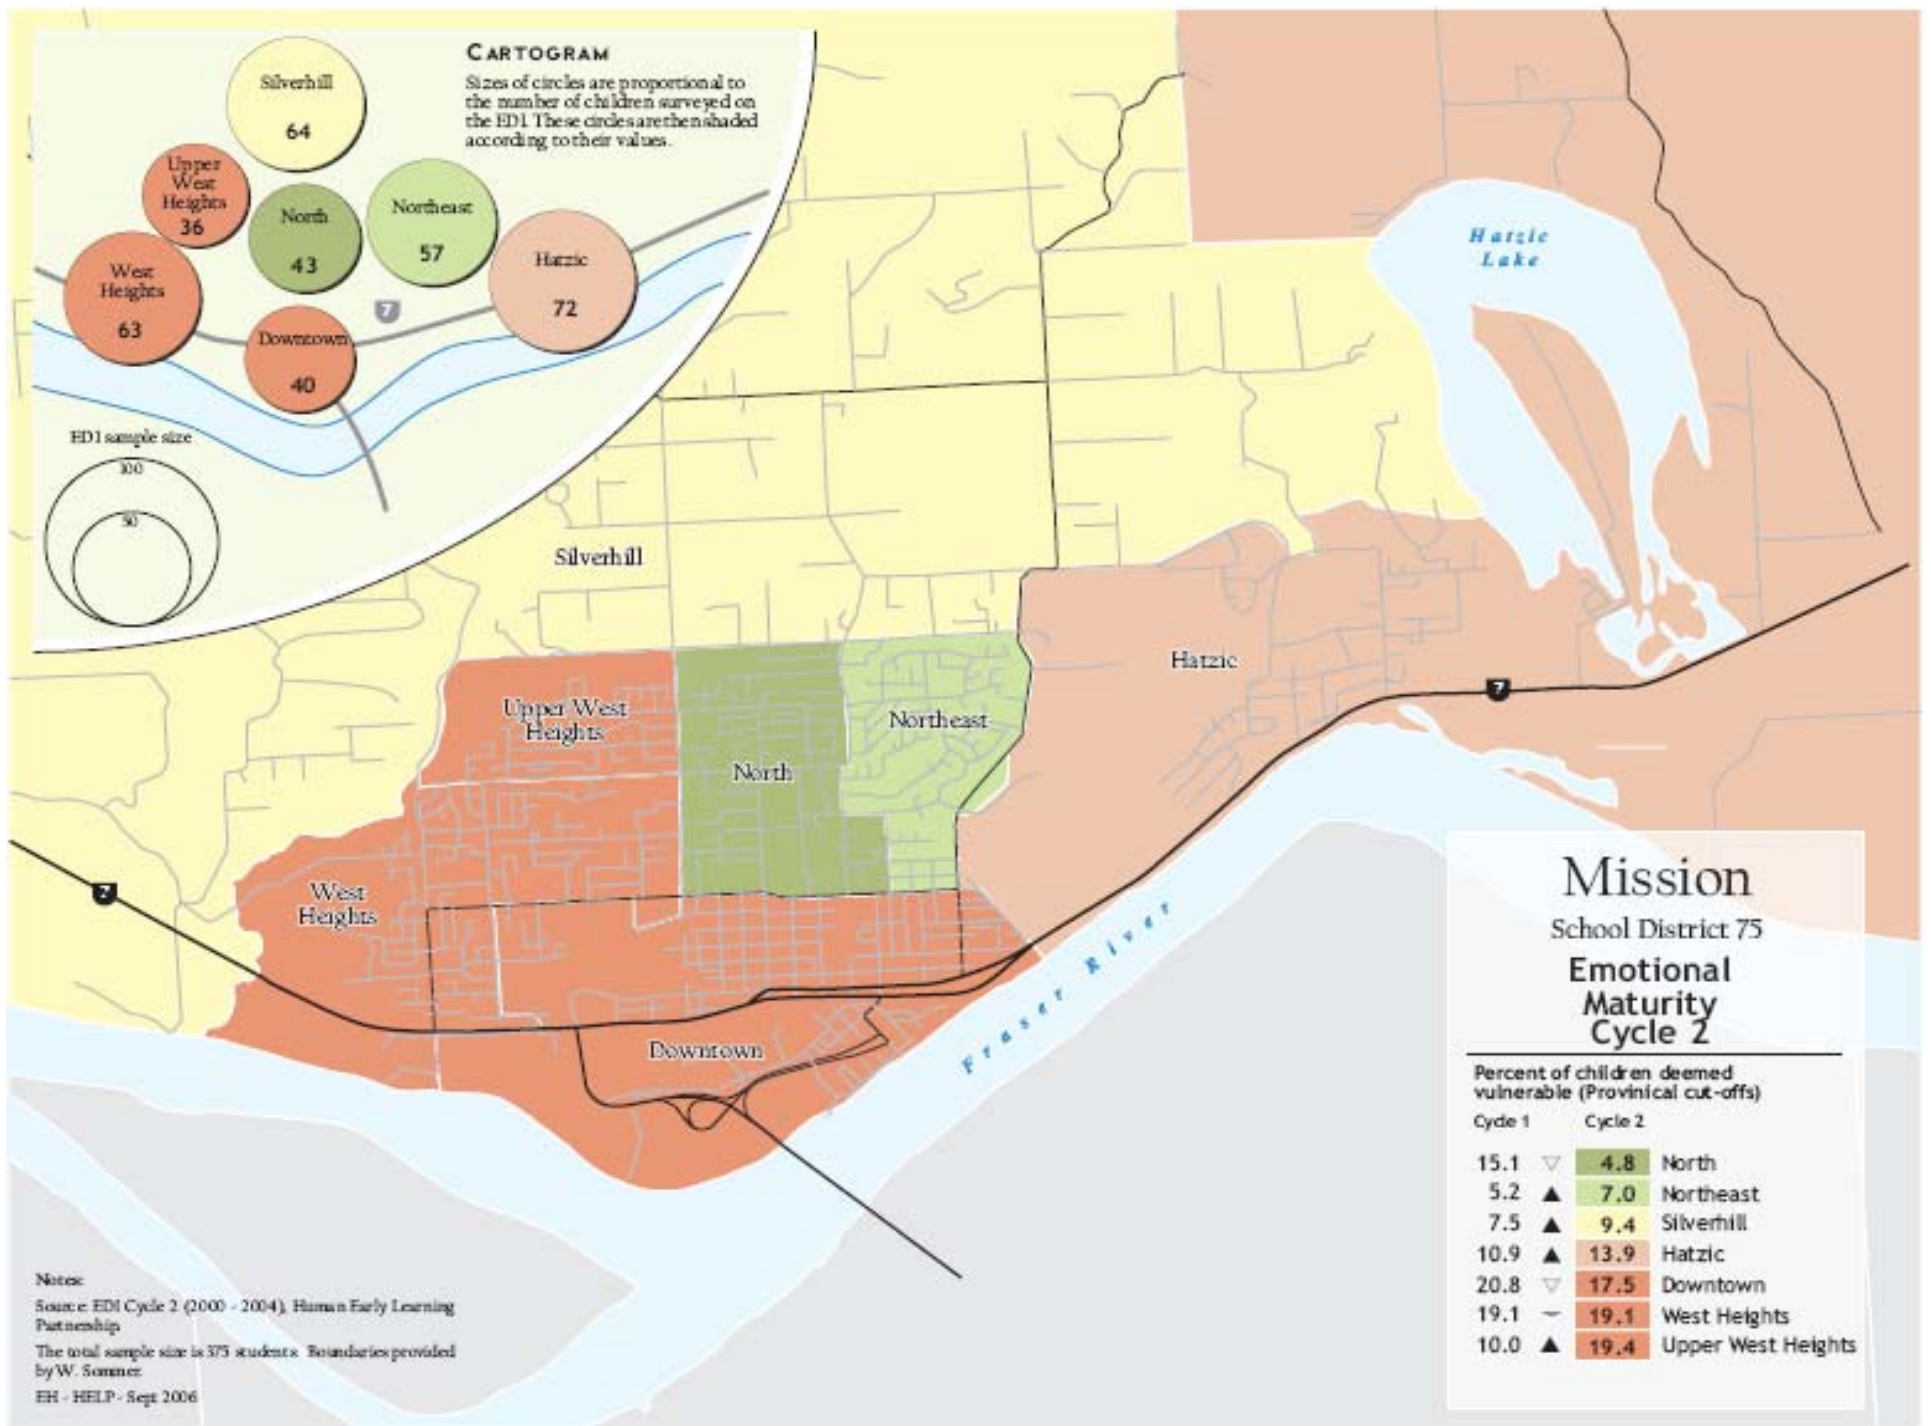 CARTOGRAM
Sizes of circles are proportional to
the number of children surveyed on
the EDI. These circles are then shaded
according to their values.
Silverhill
64
Upper
West
Heights
36
North
43
Northeast
57
West
Heights
63
Hatzic
72
7
Downtown
40
EDI sample size
100
50
Hatzic
Lake
Silverhill
Hatzic
7
Upper West
Heights
Northeast
North
West
Heights
7
Downtown
Fraser River
Mission
School District 75
Emotional
Maturity
Cycle 2
Percent of children deemed
vulnerable (Provinical cut-offs)
Cycle 1 Cycle 2
15.1 ▽ 4.8 North
5.2 ▲ 7.0 Northeast
7.5 ▲ 9.4 Silverhill
10.9 ▲ 13.9 Hatzic
20.8 ▽ 17.5 Downtown
19.1 – 19.1 West Heights
10.0 ▲ 19.4 Upper West Heights
Notes:
Source: EDI Cycle 2 (2000 - 2004), Human Early Learning
Partnership
The total sample size is 375 students. Boundaries provided
by W. Sommer.
EH - HELP - Sept 2006